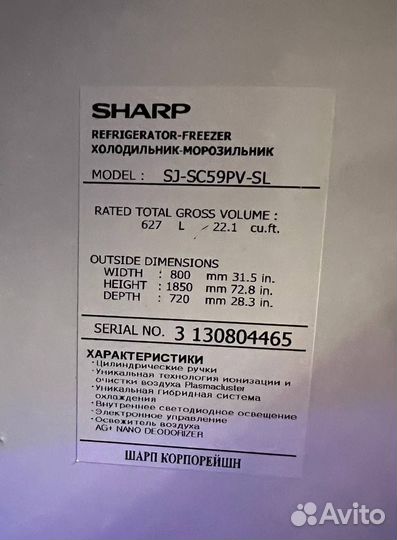 SHARP
REFRIGERATOR-FREEZER
ХОЛОДИЛЬНИК-МОРОЗИЛЬНИК
MODEL : SJ-SC59PV-SL
RATED TOTAL GROSS VOLUME :
627 L / 22.1 cu.ft.
OUTSIDE DIMENSIONS
WIDTH : 800 mm 31.5 in.
HEIGHT : 1850 mm 72.8 in.
DEPTH : 720 mm 28.3 in.
SERIAL NO. 3 130804465
ХАРАКТЕРИСТИКИ
•Цилиндрические ручки
•Уникальная технология ионизации и
очистки воздуха Plasmacluster
•Уникальная гибридная система
охлаждения
•Внутреннее светодиодное освещение
•Электронное управление
•Освежитель воздуха
AG+ NANO DEODORIZER
ШАРП КОРПОРЕЙШН
Avito